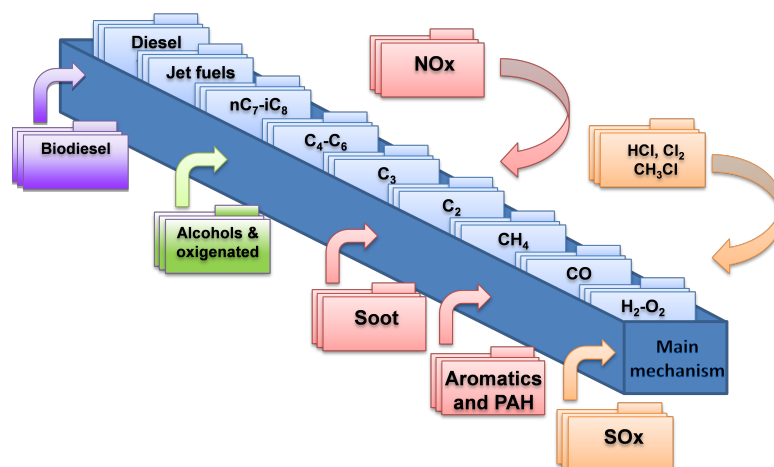 Diesel
Jet fuels
nC₇-iC₈
C₄-C₆
C₃
C₂
CH₄
CO
H₂-O₂
Main
mechanism
NOx
HCl, Cl₂
CH₃Cl
Biodiesel
Alcohols &
oxigenated
Soot
Aromatics
and PAH
SOx